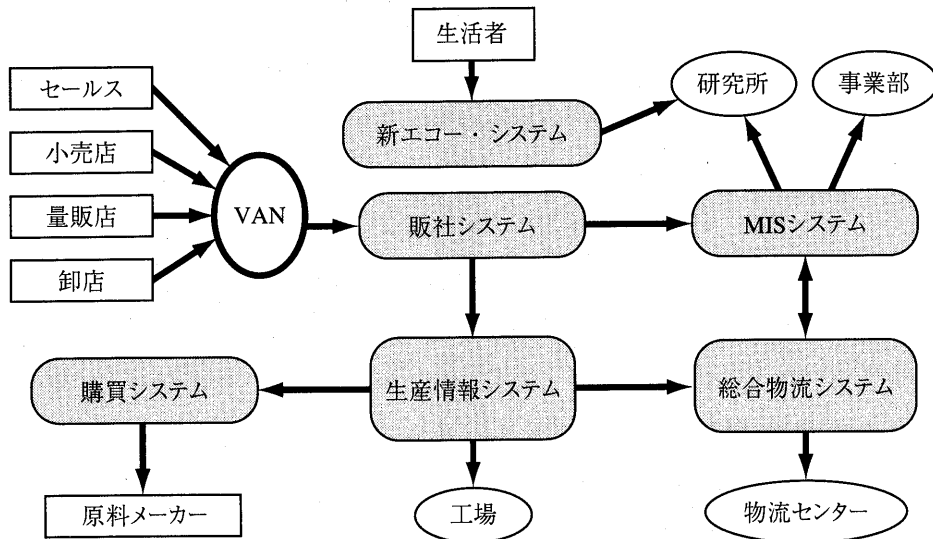 生活者
セールス
研究所
事業部
新エコー・システム
小売店
量販店
VAN
販社システム
MISシステム
卸店
購買システム
生産情報システム
総合物流システム
原料メーカー
工場
物流センター